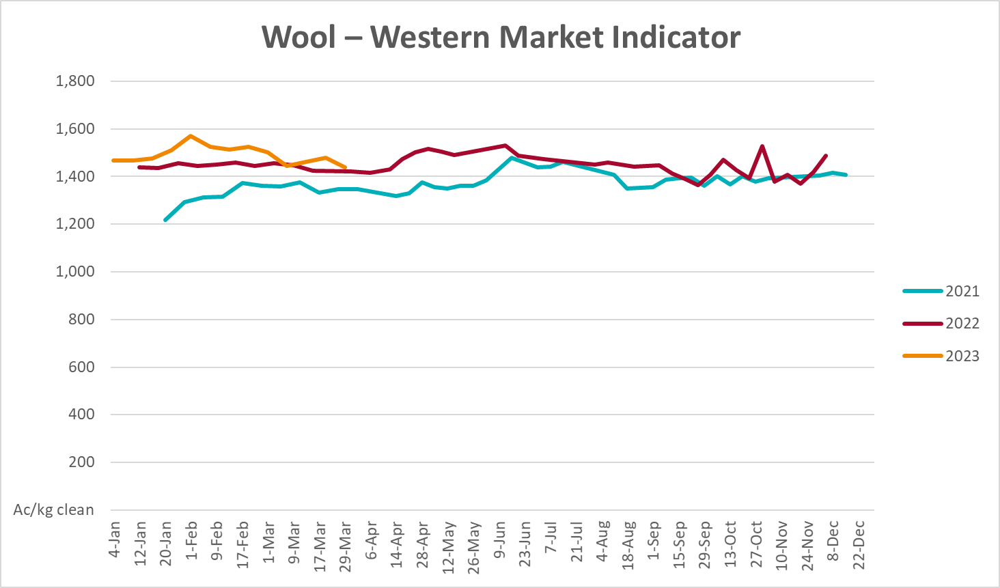 Wool – Western Market Indicator
1,800
1,600
1,400
1,200
1,000
800
600
400
200
Ac/kg clean
4-Jan
12-Jan
20-Jan
1-Feb
9-Feb
17-Feb
1-Mar
9-Mar
17-Mar
29-Mar
6-Apr
14-Apr
28-Apr
12-May
26-May
9-Jun
23-Jun
7-Jul
21-Jul
4-Aug
18-Aug
1-Sep
15-Sep
29-Sep
13-Oct
27-Oct
10-Nov
24-Nov
8-Dec
22-Dec
2021
2022
2023